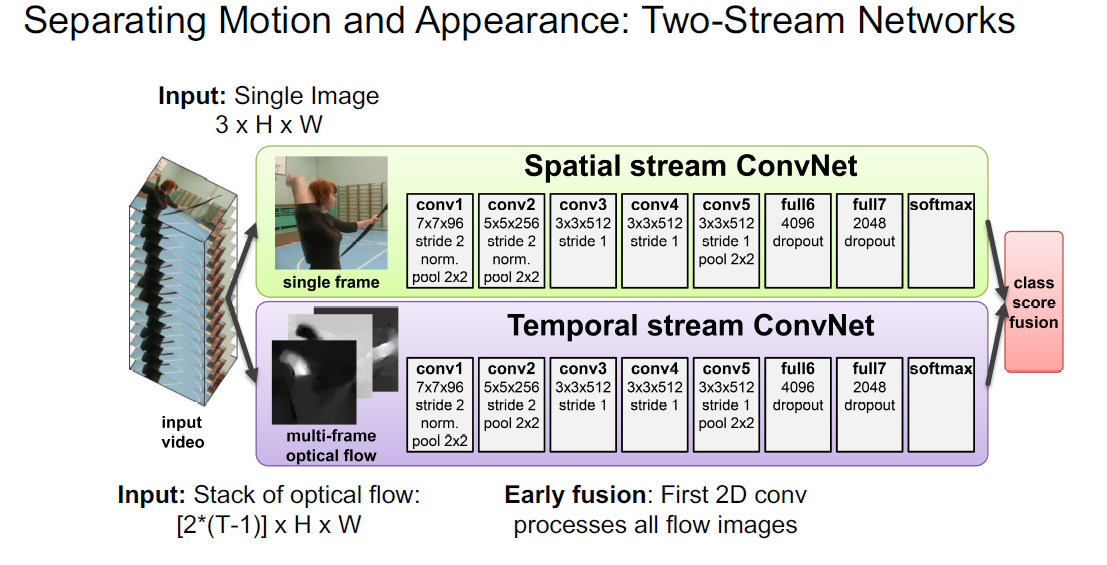 Separating Motion and Appearance: Two-Stream Networks
Input: Single Image
3 x H x W
Spatial stream ConvNet
conv1
7x7x96
stride 2
norm.
pool 2x2
conv2
5x5x256
stride 2
norm.
pool 2x2
conv3
3x3x512
stride 1
conv4
3x3x512
stride 1
conv5
3x3x512
stride 1
pool 2x2
full6
4096
dropout
full7
2048
dropout
softmax
single frame
input
video
Temporal stream ConvNet
conv1
7x7x96
stride 2
norm.
pool 2x2
conv2
5x5x256
stride 2
pool 2x2
conv3
3x3x512
stride 1
conv4
3x3x512
stride 1
conv5
3x3x512
stride 1
pool 2x2
full6
4096
dropout
full7
2048
dropout
softmax
multi-frame
optical flow
class
score
fusion
Input: Stack of optical flow:
[2*(T-1)] x H x W
Early fusion: First 2D conv
processes all flow images